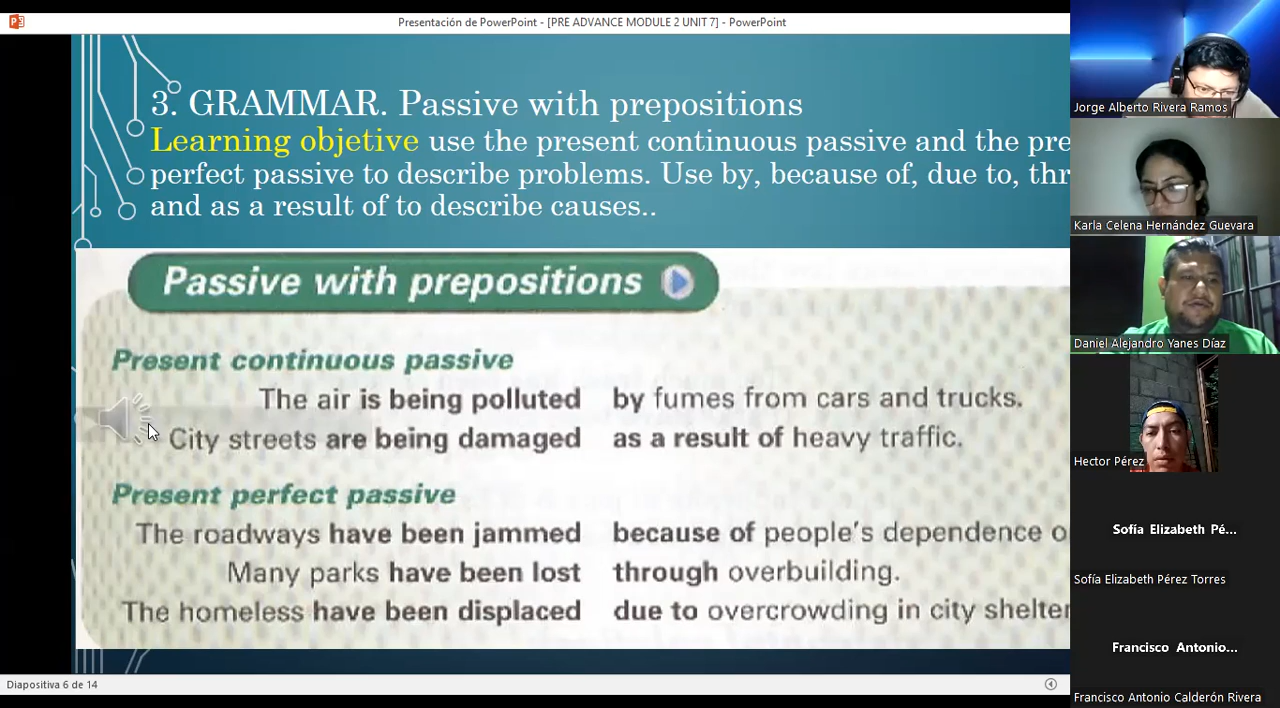 Presentación de PowerPoint - [PRE ADVANCE MODULE 2 UNIT 7] - PowerPoint
3. GRAMMAR. Passive with prepositions
Learning objetive use the present continuous passive and the pre
perfect passive to describe problems. Use by, because of, due to, thr
and as a result of to describe causes..
Passive with prepositions
Present continuous passive
The air is being polluted by fumes from cars and trucks.
City streets are being damaged as a result of heavy traffic.
Present perfect passive
The roadways have been jammed because of people's dependence o
Many parks have been lost through overbuilding.
The homeless have been displaced due to overcrowding in city shelter
Diapositiva 6 de 14
Jorge Alberto Rivera Ramos
Karla Celena Hernández Guevara
Daniel Alejandro Yanes Díaz
Hector Pérez
Sofía Elizabeth Pé...
Sofía Elizabeth Pérez Torres
Francisco Antonio...
Francisco Antonio Calderón Rivera